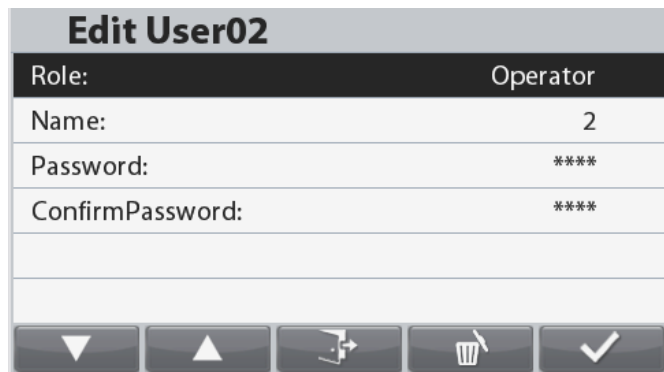 Edit User02
Role: Operator
Name: 2
Password: ****
ConfirmPassword: ****